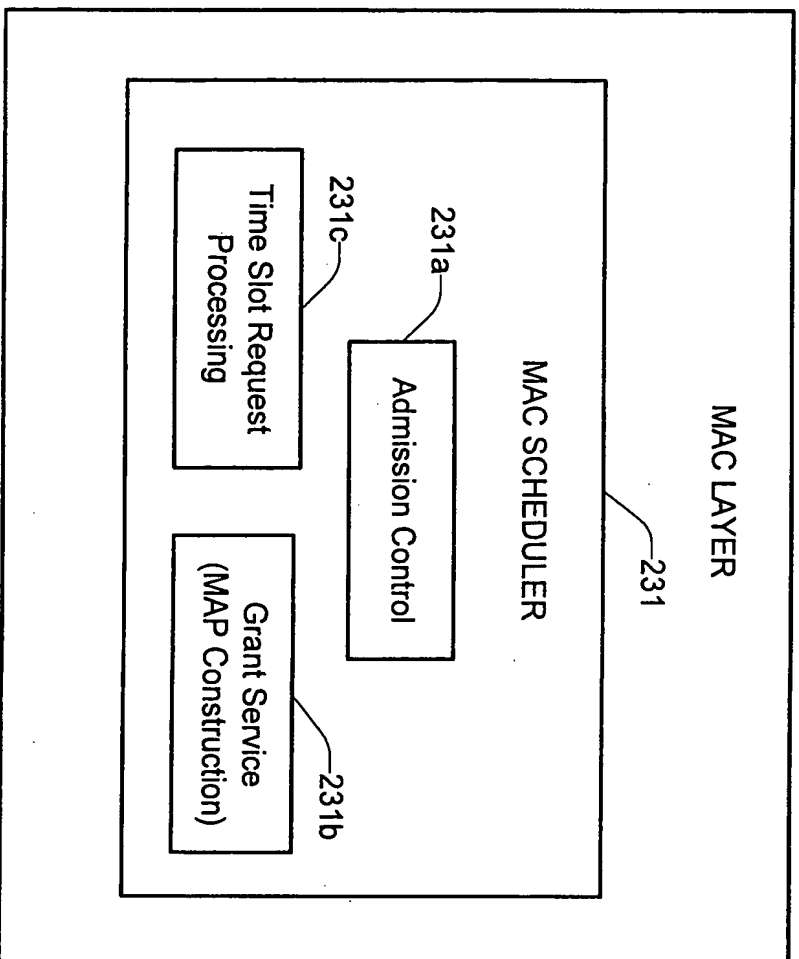 MAC LAYER
231
MAC SCHEDULER
231a
Admission Control
231c
Time Slot Request
Processing
231b
Grant Service
(MAP Construction)